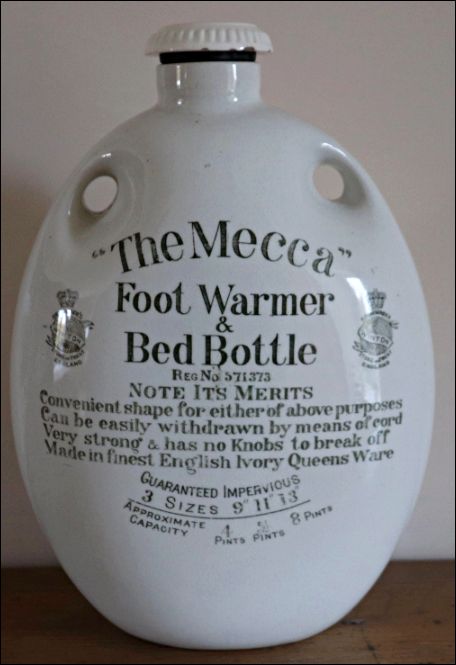 "The Mecca"
Foot Warmer
&
Bed Bottle
REG No 571373
NOTE ITS MERITS
Convenient shape for either of above purposes
Can be easily withdrawn by means of cord
Very strong & has no Knobs to break off
Made in finest English Ivory Queens Ware
GUARANTEED IMPERVIOUS
3 SIZES 9" 11" 13"
APPROXIMATE CAPACITY
4 PINTS
PINTS
8 PINTS
ENGLAND
ENGLAND